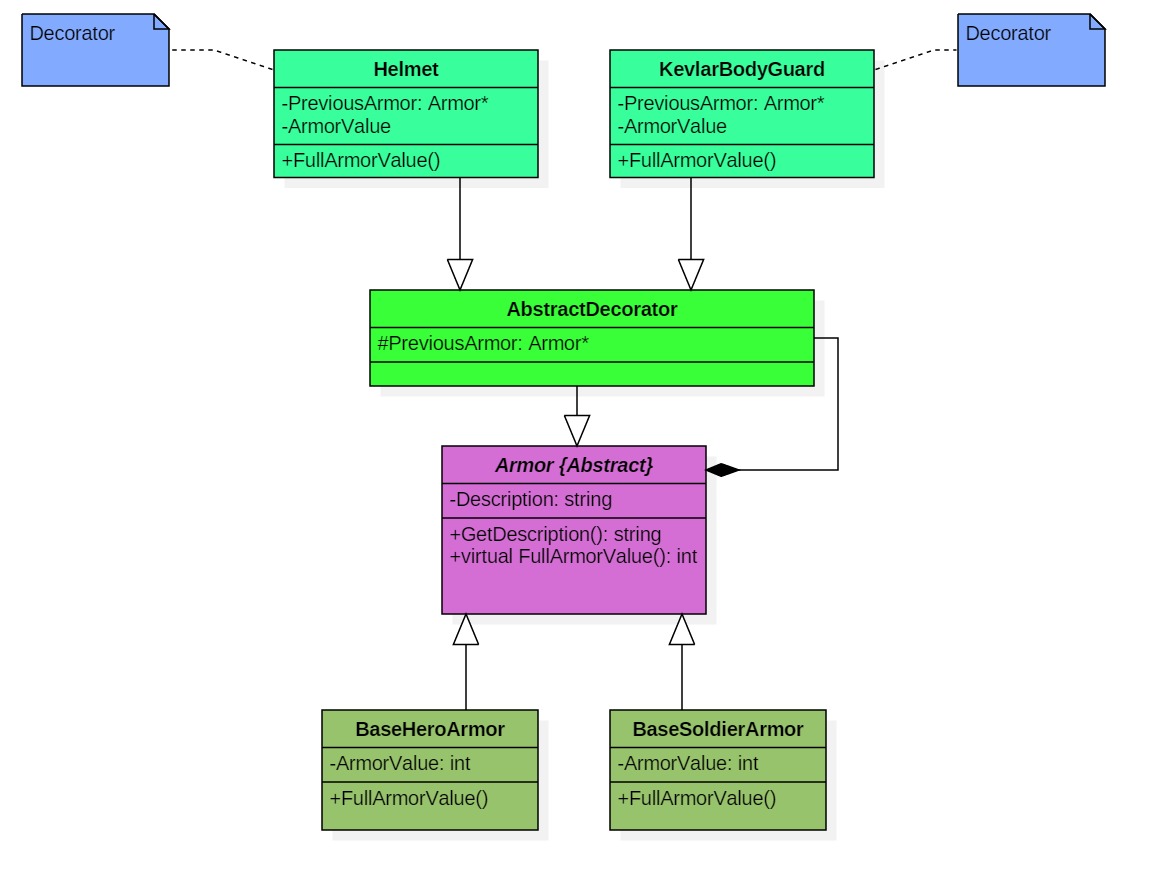 Decorator
Decorator
Helmet
-PreviousArmor: Armor*
-ArmorValue
+FullArmorValue()
KevlarBodyGuard
-PreviousArmor: Armor*
-ArmorValue
+FullArmorValue()
AbstractDecorator
#PreviousArmor: Armor*
Armor {Abstract}
-Description: string
+GetDescription(): string
+virtual FullArmorValue(): int
BaseHeroArmor
-ArmorValue: int
+FullArmorValue()
BaseSoldierArmor
-ArmorValue: int
+FullArmorValue()